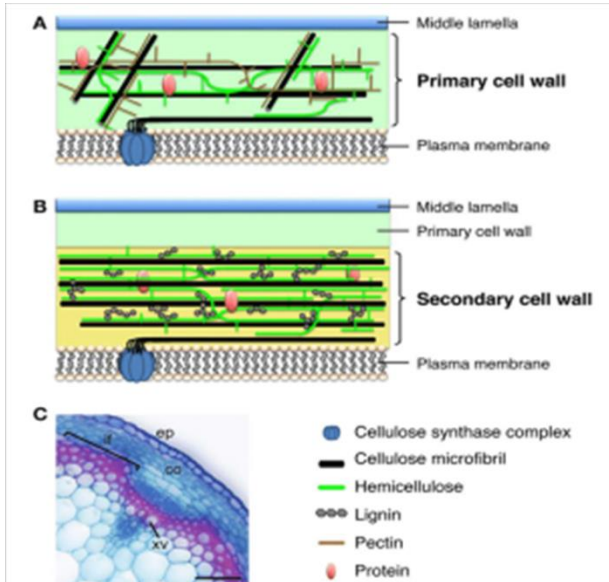 A
Middle lamella
Primary cell wall
Plasma membrane
B
Middle lamella
Primary cell wall
Secondary cell wall
Plasma membrane
C
ep
if
co
xv
Cellulose synthase complex
Cellulose microfibril
Hemicellulose
Lignin
Pectin
Protein